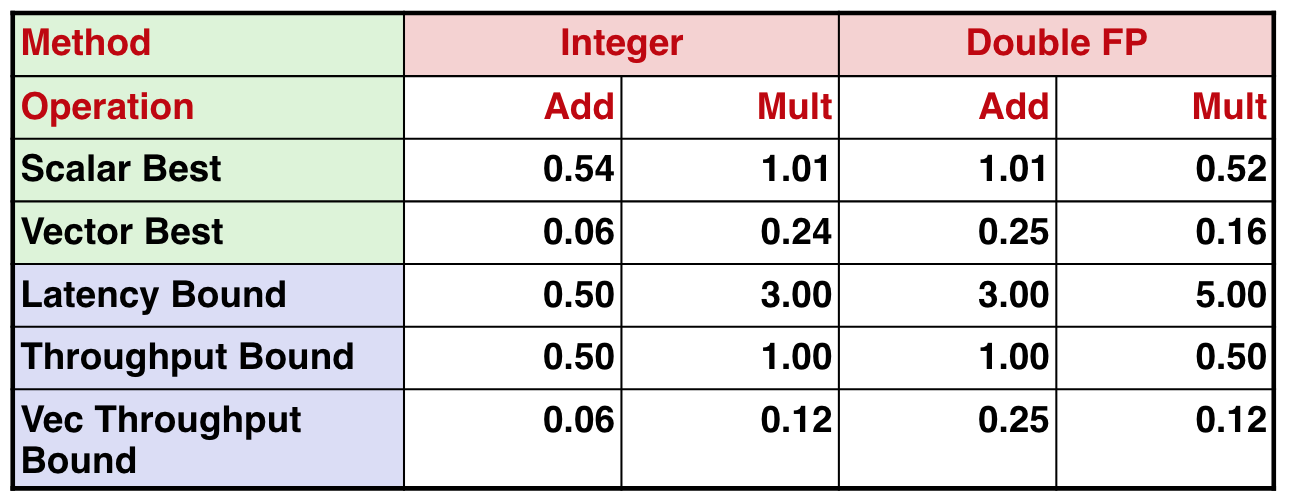 Method Integer Double FP
Operation Add Mult Add Mult
Scalar Best 0.54 1.01 1.01 0.52
Vector Best 0.06 0.24 0.25 0.16
Latency Bound 0.50 3.00 3.00 5.00
Throughput Bound 0.50 1.00 1.00 0.50
Vec Throughput 0.06 0.12 0.25 0.12
Bound